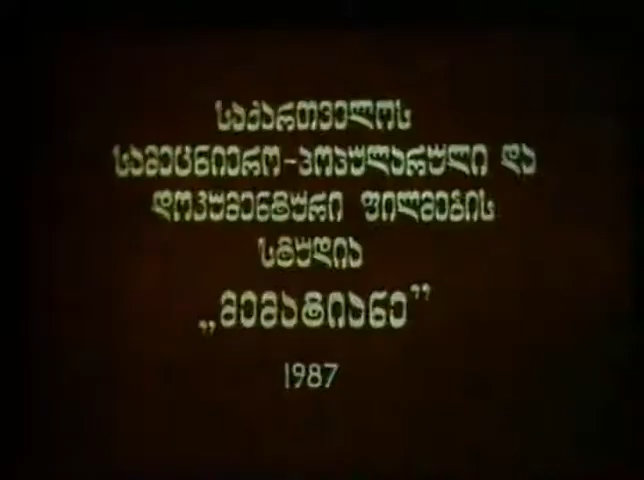 საქართველოს
სამეცნიერო-პოპულარული და
დოკუმენტური ფილმების
სტუდია
„მემატიანე”
1987